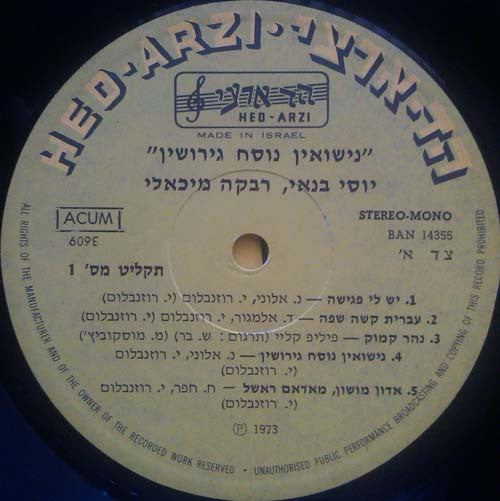 HED-ARZI • הד-ארצי
הד ארצי
HED-ARZI
MADE IN ISRAEL
"נישואין נוסח גירושין"
יוסי בנאי, רבקה מיכאלי
ACUM
609E
STEREO-MONO
BAN 14355
צד א'
תקליט מס' 1
1. יש לי פגישה — נ. אלוני, י. רוזנבלום (י. רוזנבלום)
2. עברית קשה שפה — ד. אלמגור, י. רוזנבלום (י. רוזנבלום)
3. נהר קמוק — פיליפ קליי (תרגום: ש. בר) (מ. מוסקוביץ')
4. נישואין נוסח גירושין — נ. אלוני, י. רוזנבלום
(י. רוזנבלום)
5. אדון מושון, מאדאם ראשל — ח. חפר, י. רוזנבלום
(י. רוזנבלום)
Ⓟ 1973
ALL RIGHTS OF THE MANUFACTURER AND OF THE OWNER OF THE RECORDED WORK RESERVED • UNAUTHORISED PUBLIC PERFORMANCE BROADCASTING AND COPYING OF THIS RECORD PROHIBITED